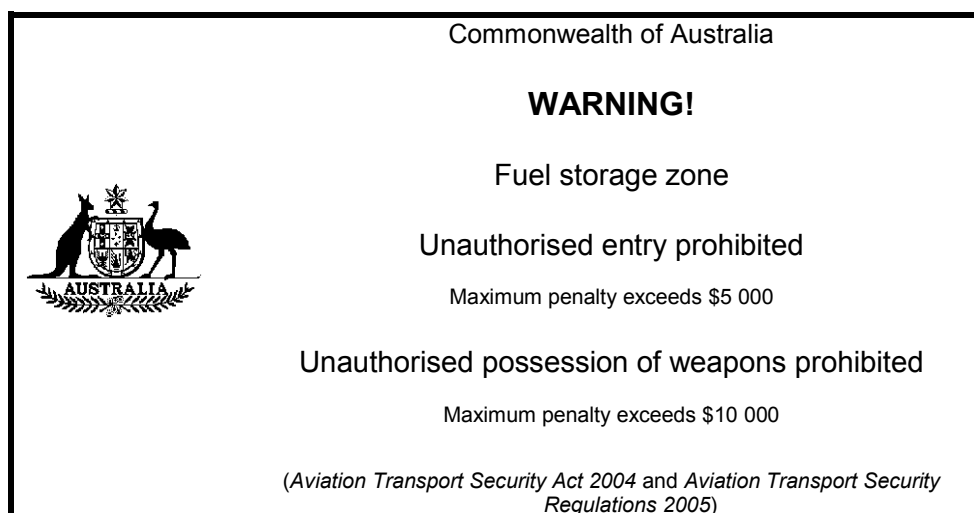 Commonwealth of Australia
WARNING!
Fuel storage zone
AUSTRALIA
Unauthorised entry prohibited
Maximum penalty exceeds $5 000
Unauthorised possession of weapons prohibited
Maximum penalty exceeds $10 000
(Aviation Transport Security Act 2004 and Aviation Transport Security
Regulations 2005)